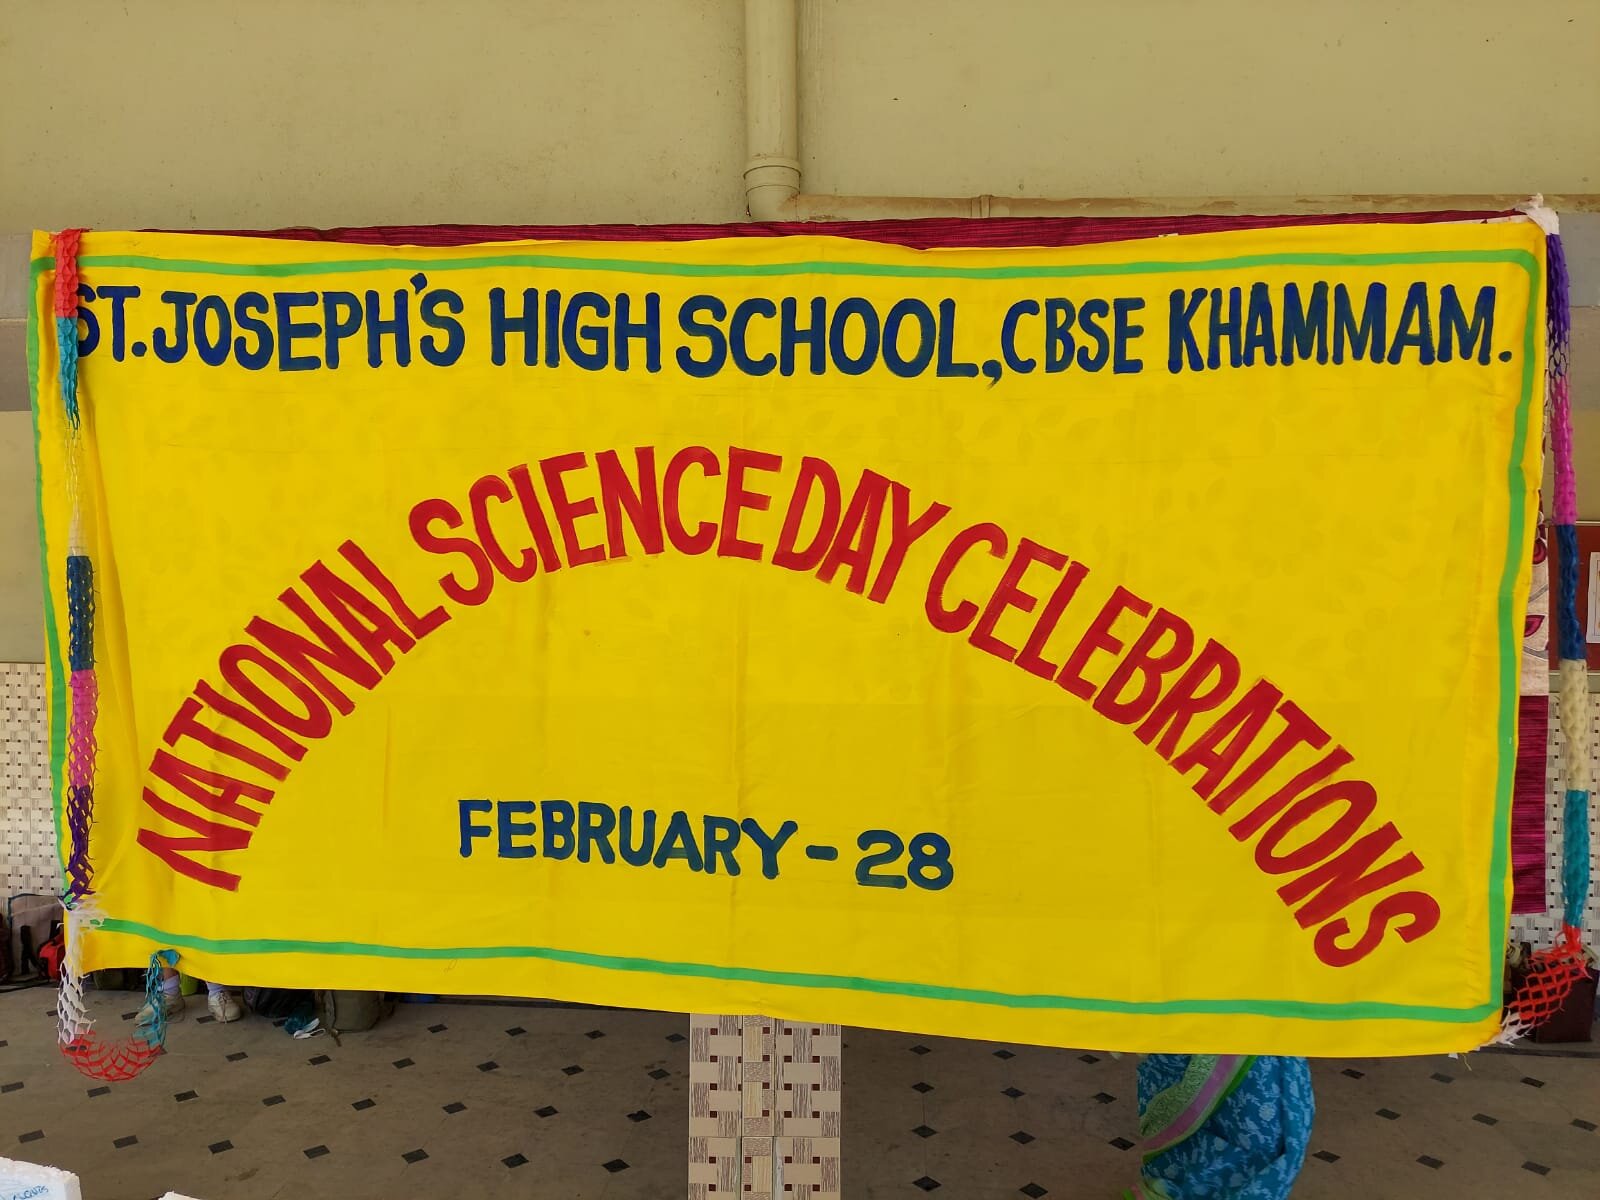 ST. JOSEPH'S HIGH SCHOOL, CBSE KHAMMAM.
NATIONAL SCIENCE DAY CELEBRATIONS
FEBRUARY - 28